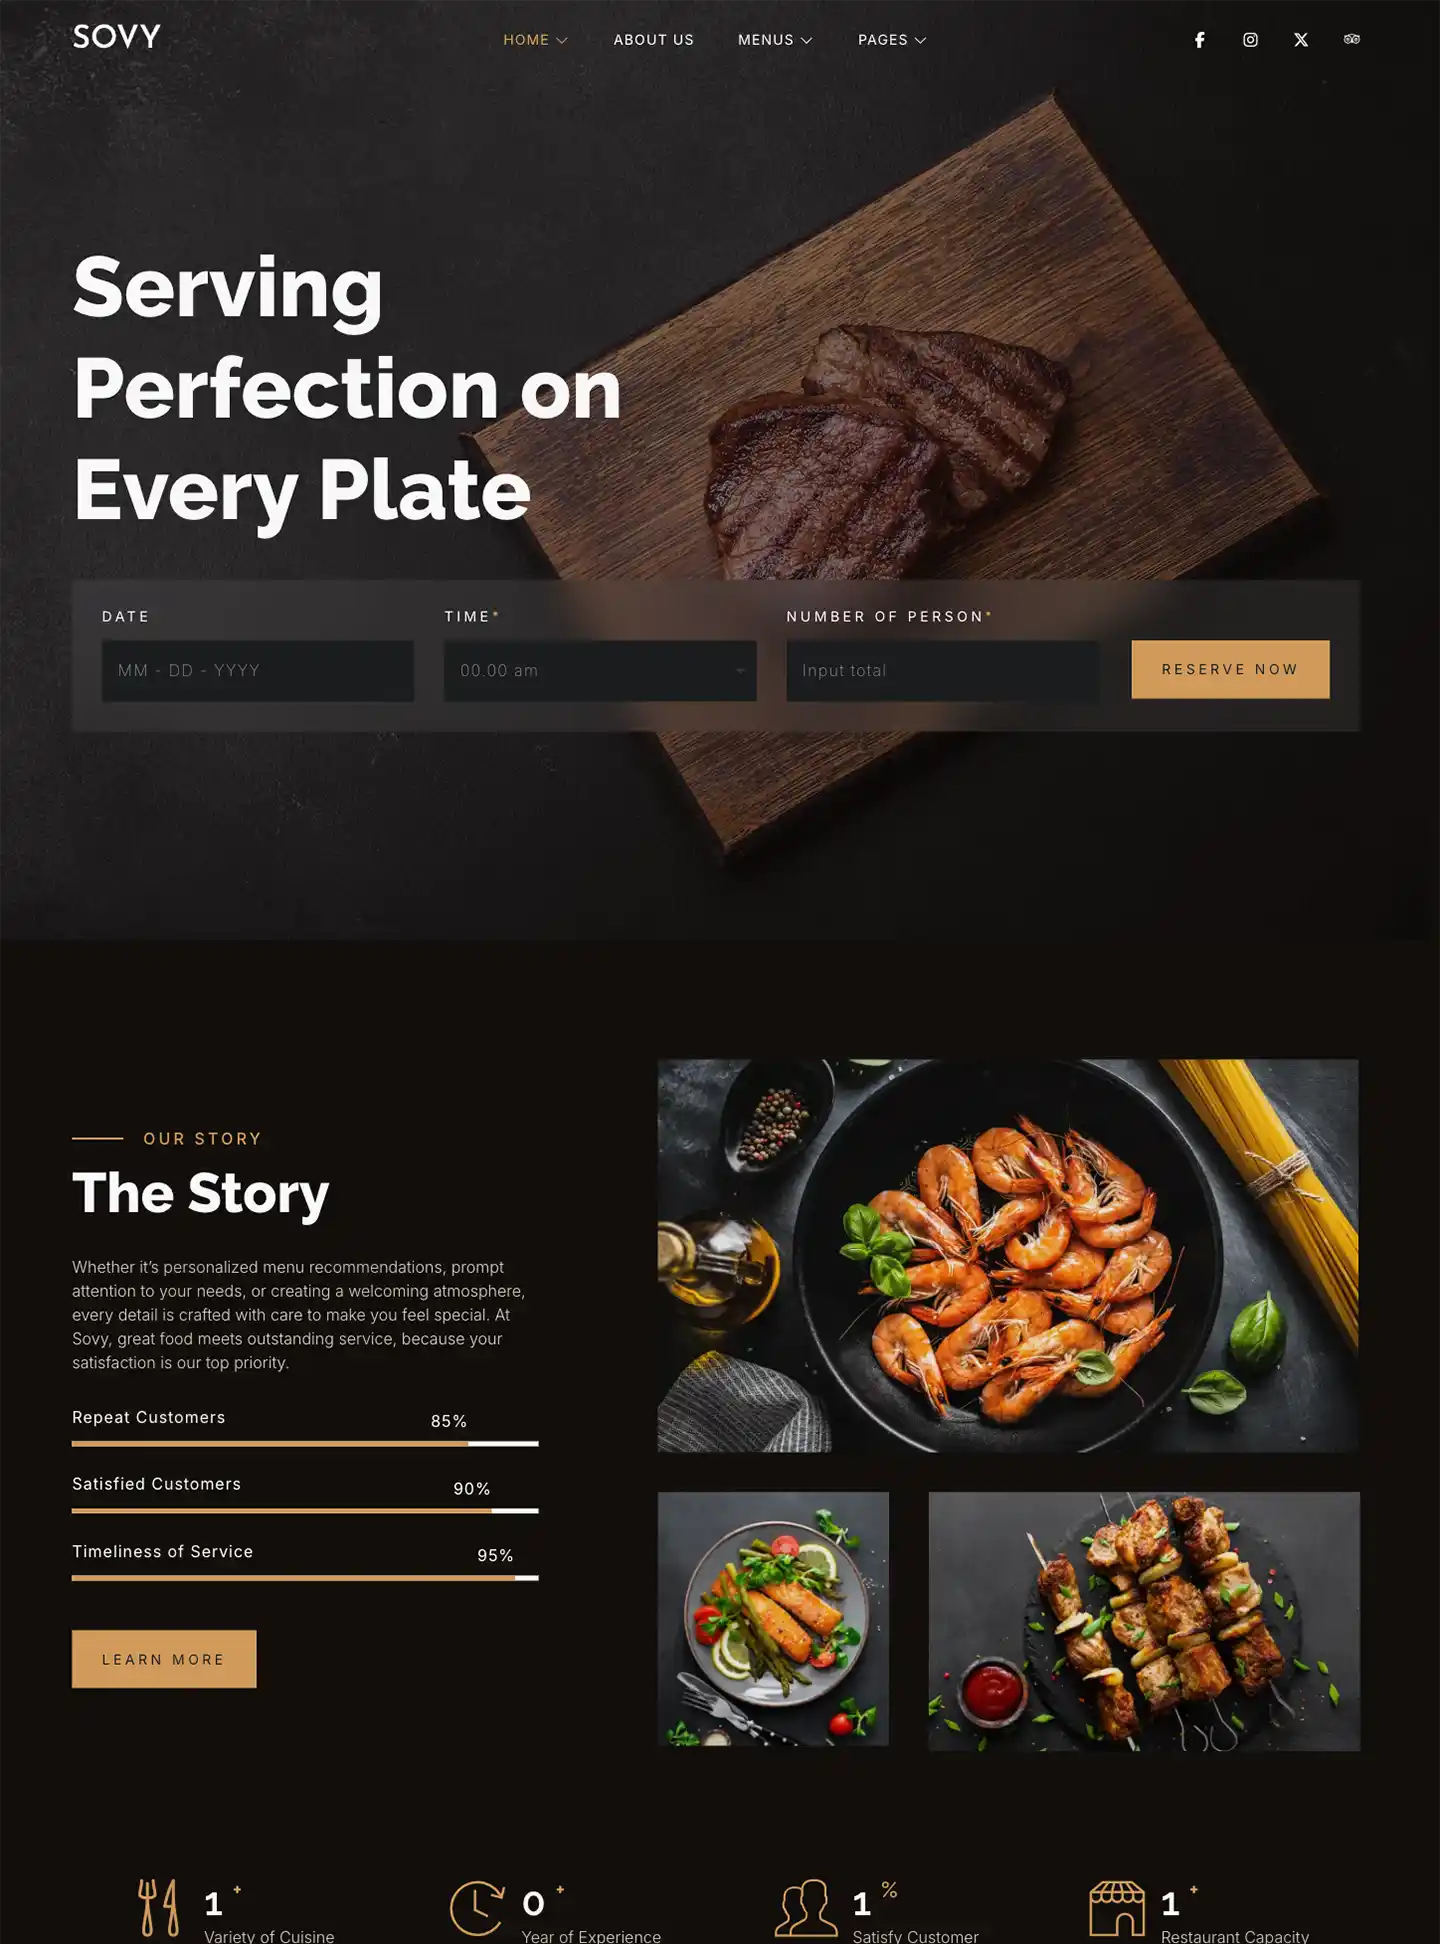 SOVY
HOME
ABOUT US
MENUS
PAGES
Serving
Perfection on
Every Plate
DATE
TIME*
NUMBER OF PERSON*
MM - DD - YYYY
00.00 am
Input total
RESERVE NOW
OUR STORY
The Story
Whether it’s personalized menu recommendations, prompt
attention to your needs, or creating a welcoming atmosphere,
every detail is crafted with care to make you feel special. At
Sovy, great food meets outstanding service, because your
satisfaction is our top priority.
Repeat Customers 85%
Satisfied Customers 90%
Timeliness of Service 95%
LEARN MORE
1 +
Variety of Cuisine
0 +
Year of Experience
1 %
Satisfy Customer
1 +
Restaurant Capacity